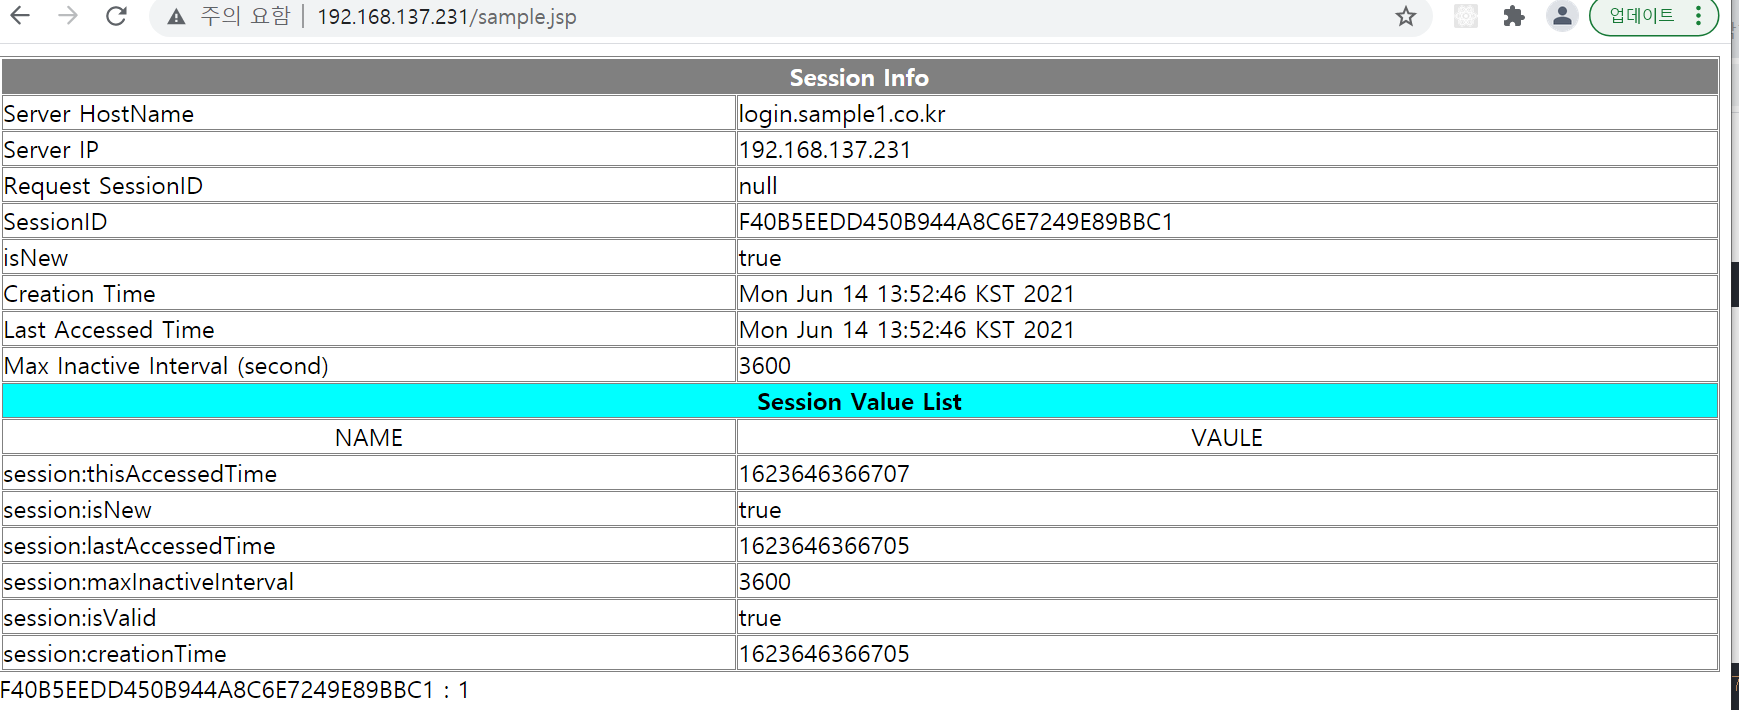 주의 요함 192.168.137.231/sample.jsp 업데이트
Session Info
Server HostName login.sample1.co.kr
Server IP 192.168.137.231
Request SessionID null
SessionID F40B5EEDD450B944A8C6E7249E89BBC1
isNew true
Creation Time Mon Jun 14 13:52:46 KST 2021
Last Accessed Time Mon Jun 14 13:52:46 KST 2021
Max Inactive Interval (second) 3600
Session Value List
NAME VAULE
session:thisAccessedTime 1623646366707
session:isNew true
session:lastAccessedTime 1623646366705
session:maxInactiveInterval 3600
session:isValid true
session:creationTime 1623646366705
F40B5EEDD450B944A8C6E7249E89BBC1 : 1